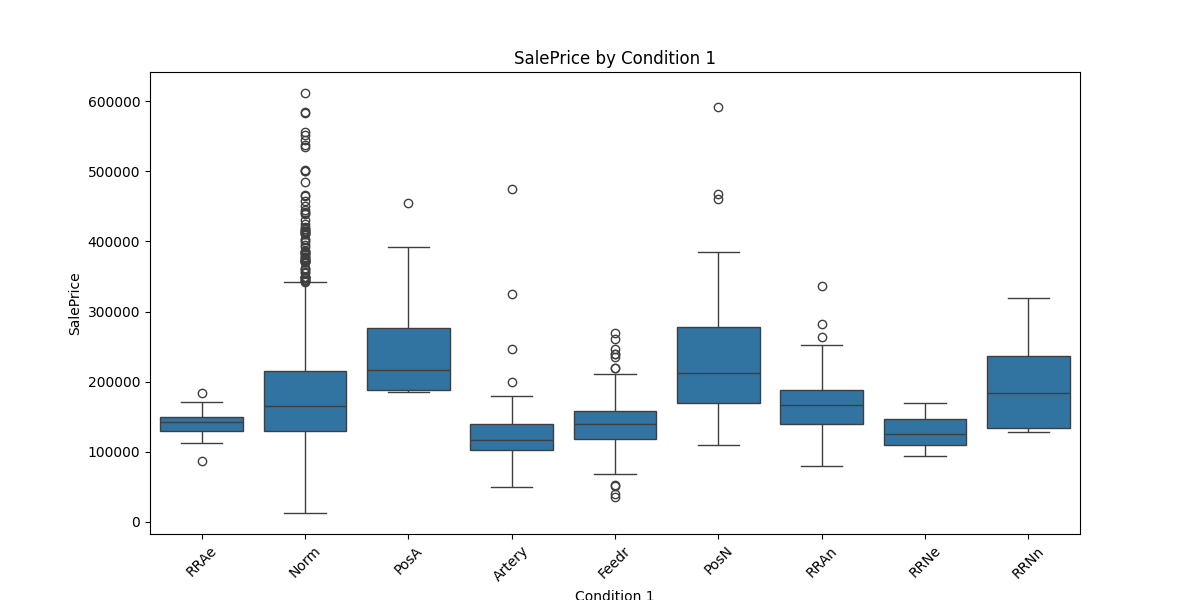 SalePrice by Condition 1
600000
500000
400000
300000
200000
100000
0
SalePrice
RRAe
Norm
PosA
Artery
Feedr
PosN
RRAn
RRNe
RRNn
Condition 1